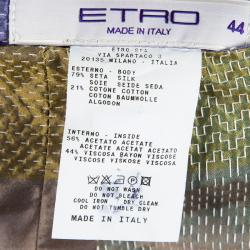 ETRO
MADE IN ITALY
44
ETRO SPA
VIA SPARTACO 3
20135 MILANO - ITALIA
ESTERNO - BODY
79% SETA SILK
SOIE SEIDE SEDA
21% COTONE COTTON
COTON BAUMWOLLE
ALGODON
INTERNO - INSIDE
56% ACETATO ACETATE
ACETATE ACETAT ACETATO
44% VISCOSA RAYON VISCOSE
VISCOSE VISCOSA
DO NOT WASH
DO NOT BLEACH
COOL IRON DRY CLEAN
DO NOT TUMBLE DRY
MADE IN ITALY